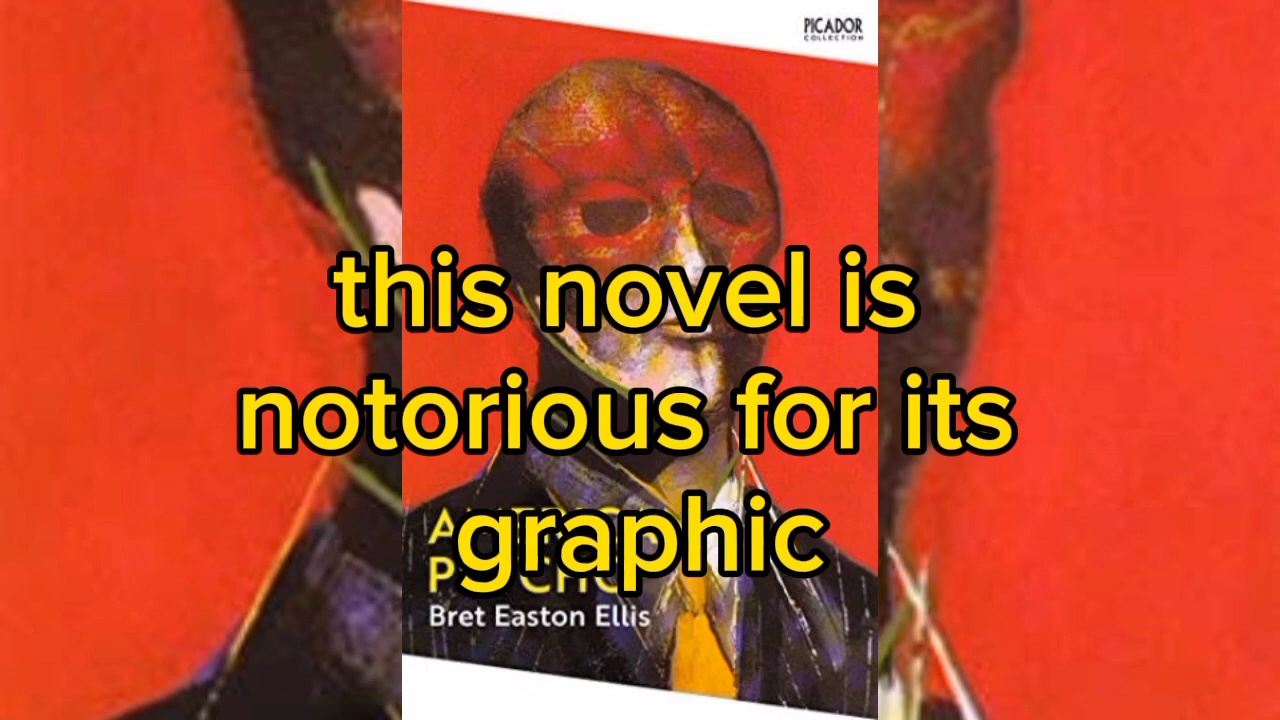 PICADOR
COLLECTION
this novel is
notorious for its
graphic
Bret Easton Ellis